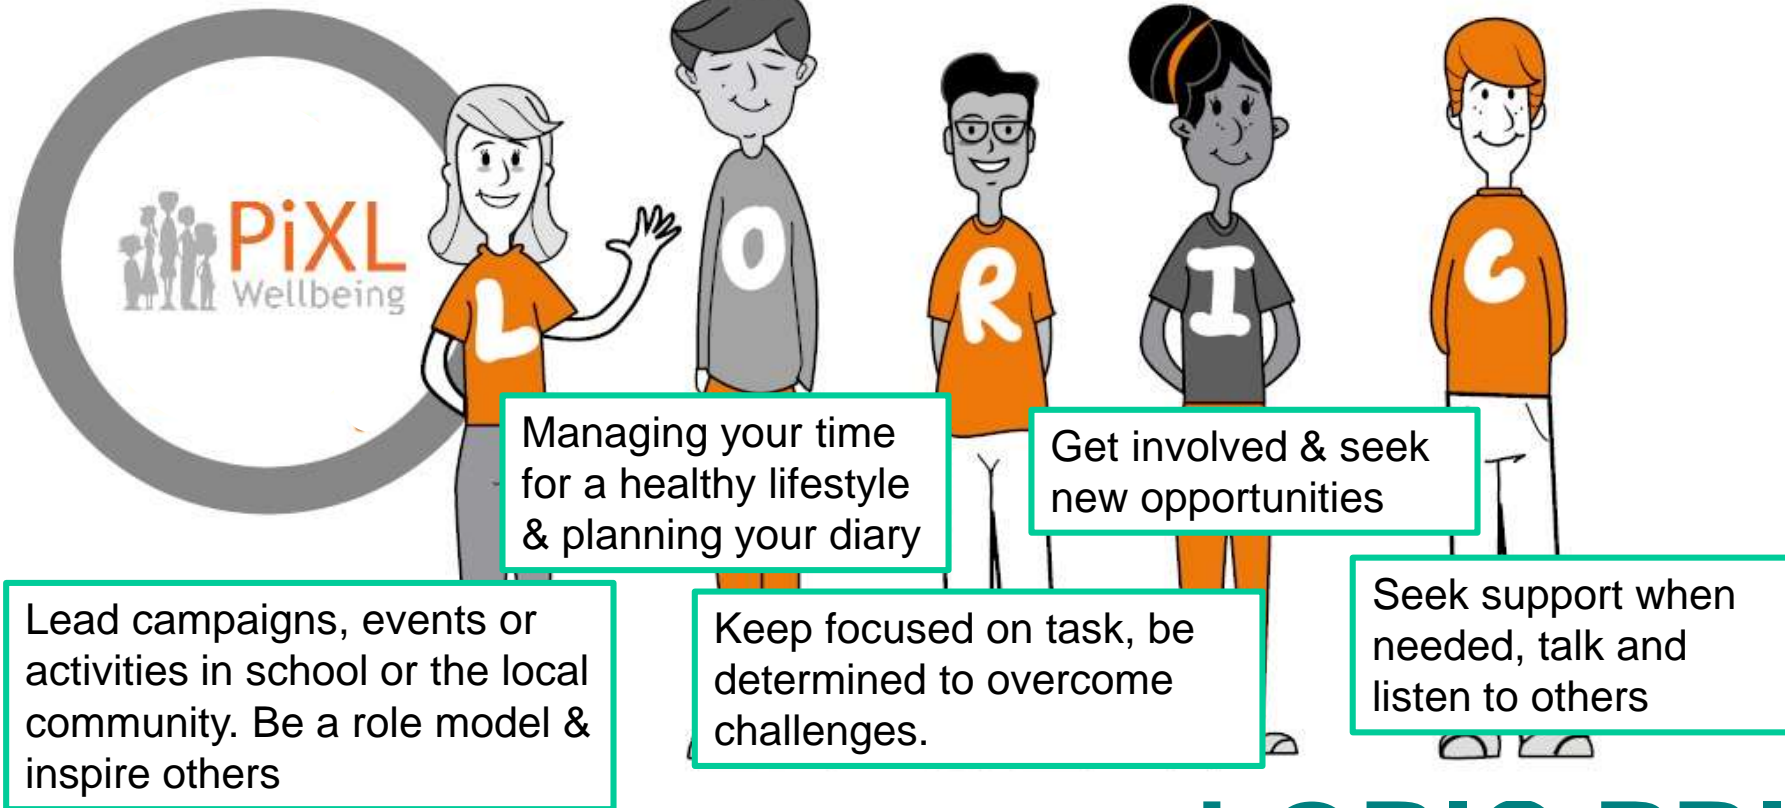 PiXL
Wellbeing
L
O
R
I
C
Managing your time
for a healthy lifestyle
& planning your diary
Get involved & seek
new opportunities
Lead campaigns, events or
activities in school or the local
community. Be a role model &
inspire others
Keep focused on task, be
determined to overcome
challenges.
Seek support when
needed, talk and
listen to others